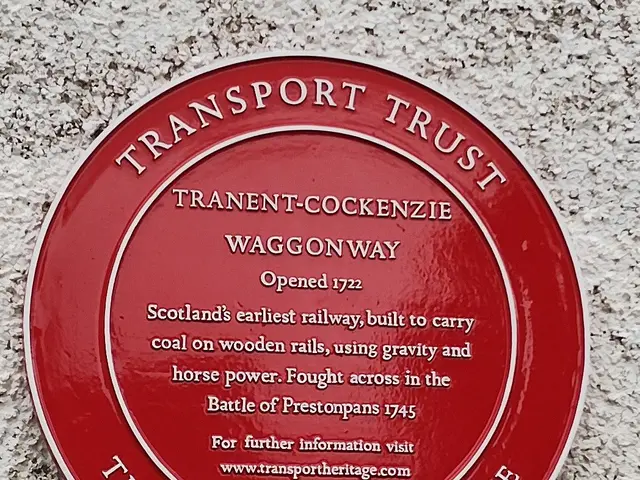 TRANSPORT TRUST
TRANENT-COCKENZIE
WAGGONWAY
Opened 1722
Scotland's earliest railway, built to carry
coal on wooden rails, using gravity and
horse power. Fought across in the
Battle of Prestonpans 1745
For further information visit
www.transportheritage.com